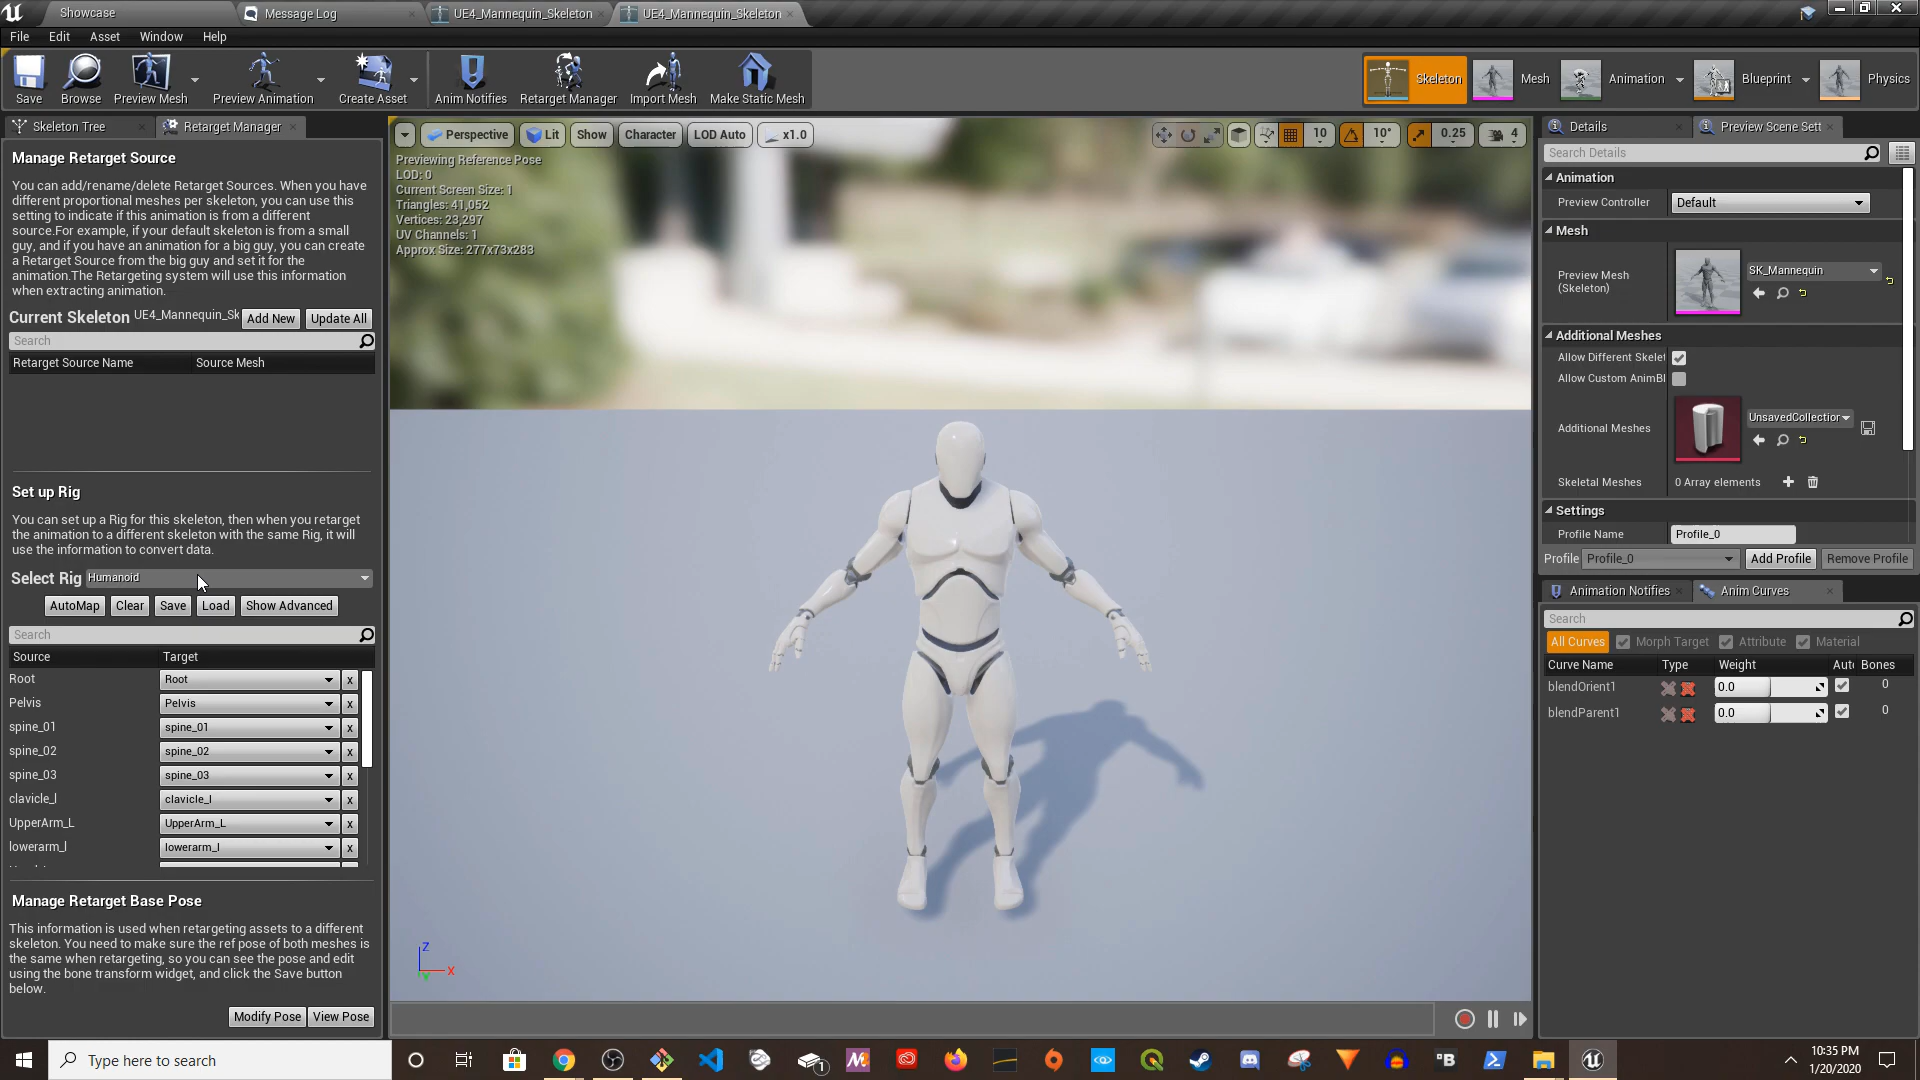 Showcase
Message Log
UE4_Mannequin_Skeleton
UE4_Mannequin_Skeleton
File Edit Asset Window Help
Save
Browse
Preview Mesh
Preview Animation
Create Asset
Anim Notifies
Retarget Manager
Import Mesh
Make Static Mesh
Skeleton
Mesh
Animation
Blueprint
Physics
Skeleton Tree
Retarget Manager
Manage Retarget Source
You can add/rename/delete Retarget Sources. When you have
different proportional meshes per skeleton, you can use this
setting to indicate if this animation is from a different
source.For example, if your default skeleton is from a small
guy, and if you have an animation for a big guy, you can create
a Retarget Source from the big guy and set it for the
animation.The Retargeting system will use this information
when extracting animation.
Current Skeleton UE4_Mannequin_Sk Add New Update All
Search
Retarget Source Name Source Mesh
Set up Rig
You can set up a Rig for this skeleton, then when you retarget
the animation to a different skeleton with the same Rig, it will
use the information to convert data.
Select Rig Humanoid
AutoMap Clear Save Load Show Advanced
Search
Source Target
Root Root x
Pelvis Pelvis x
spine_01 spine_01 x
spine_02 spine_02 x
spine_03 spine_03 x
clavicle_l clavicle_l x
UpperArm_L UpperArm_L x
lowerarm_l lowerarm_l x
Manage Retarget Base Pose
This information is used when retargeting assets to a different
skeleton. You need to make sure the ref pose of both meshes is
the same when retargeting, so you can see the pose and edit
using the bone transform widget, and click the Save button
below.
Modify Pose View Pose
Perspective Lit Show Character LOD Auto x1.0
10 10° 0.25 4
Previewing Reference Pose
LOD: 0
Current Screen Size: 1
Triangles: 41,052
Vertices: 23,297
UV Channels: 1
Approx Size: 277x73x283
Z
X
Y
Details
Preview Scene Sett
Search Details
Animation
Preview Controller Default
Mesh
Preview Mesh
(Skeleton)
SK_Mannequin
Additional Meshes
Allow Different Skelet
Allow Custom AnimBl
Additional Meshes
UnsavedCollection
Skeletal Meshes 0 Array elements
Settings
Profile Name Profile_0
Profile Profile_0 Add Profile Remove Profile
Animation Notifies
Anim Curves
Search
All Curves Morph Target Attribute Material
Curve Name Type Weight Auto Bones
blendOrient1 0.0 0
blendParent1 0.0 0
Type here to search
10:35 PM
1/20/2020